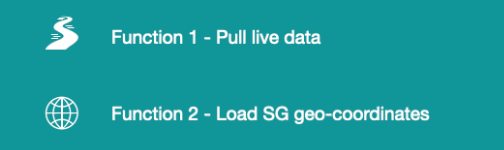 Function 1 - Pull live data
Function 2 - Load SG geo-coordinates